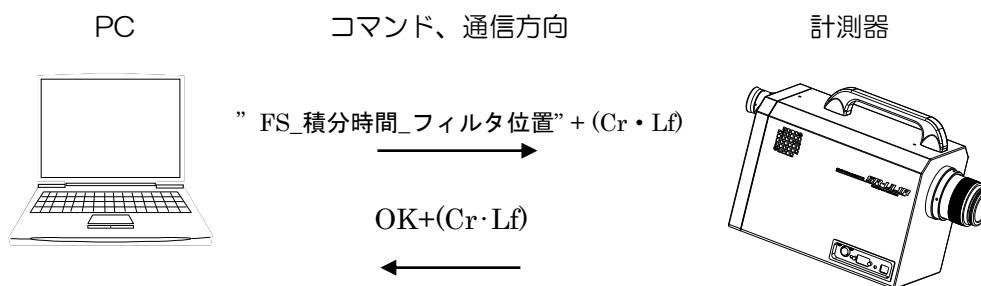 PC
コマンド、通信方向
計測器
” FS_積分時間_フィルタ位置” + (Cr・Lf)
OK+(Cr·Lf)